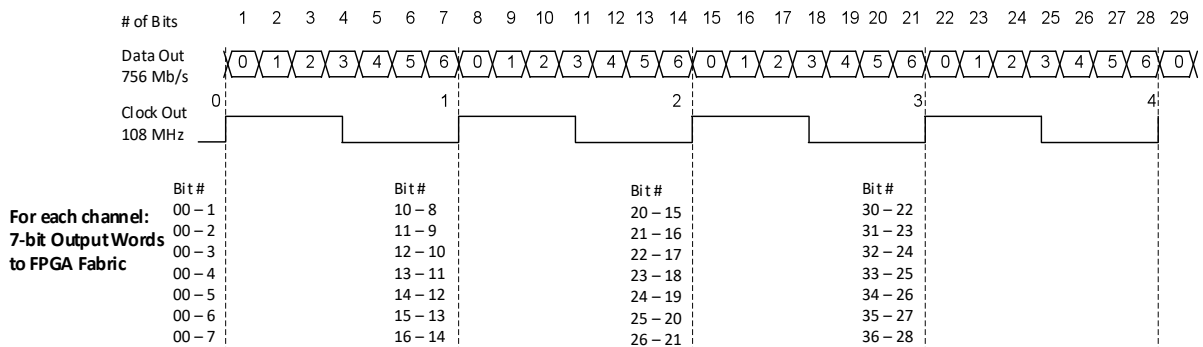 # of Bits 1 2 3 4 5 6 7 8 9 10 11 12 13 14 15 16 17 18 19 20 21 22 23 24 25 26 27 28 29
Data Out 0 1 2 3 4 5 6 0 1 2 3 4 5 6 0 1 2 3 4 5 6 0 1 2 3 4 5 6 0
756 Mb/s
0 1 2 3 4
Clock Out
108 MHz
Bit # Bit # Bit # Bit #
For each channel:
7-bit Output Words
to FPGA Fabric
00 – 1 10 – 8 20 – 15 30 – 22
00 – 2 11 – 9 21 – 16 31 – 23
00 – 3 12 – 10 22 – 17 32 – 24
00 – 4 13 – 11 23 – 18 33 – 25
00 – 5 14 – 12 24 – 19 34 – 26
00 – 6 15 – 13 25 – 20 35 – 27
00 – 7 16 – 14 26 – 21 36 – 28